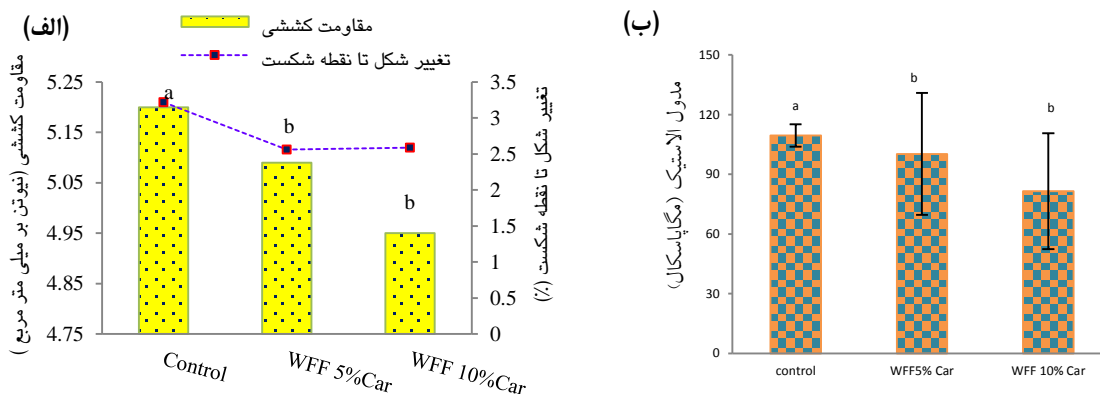 (الف)
مقاومت کششی
تغییر شکل تا نقطه شکست
مقاومت کششی (نیوتن بر میلی متر مربع )
5.25
5.15
5.05
4.95
4.85
4.75
a
b
b
3.5
3
2.5
2
1.5
1
0.5
0
تغییر شکل تا نقطه شکست (٪)
Control
WFF 5%Car
WFF 10%Car
(ب)
مدول الاستیک (مگاپاسکال)
150
120
90
60
30
0
a
b
b
control
WFF5% Car
WFF 10% Car